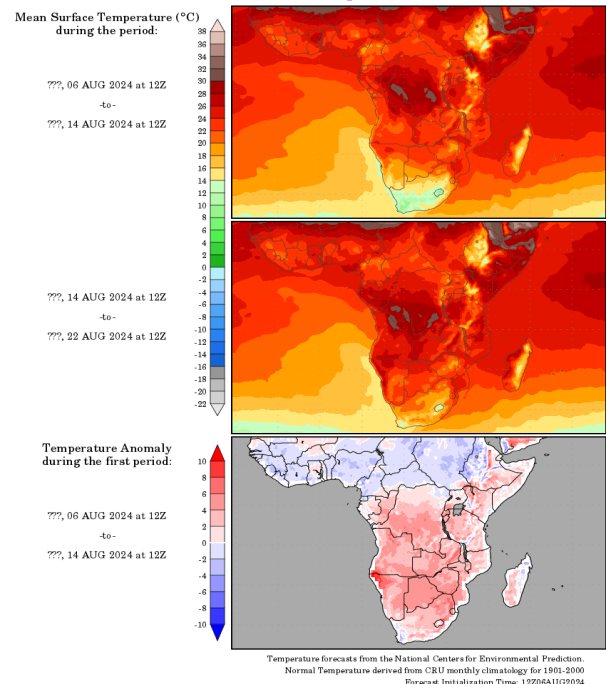 Mean Surface Temperature (°C)
during the period:
???, 06 AUG 2024 at 12Z
-to-
???, 14 AUG 2024 at 12Z
38
36
34
32
30
28
26
24
22
20
18
16
14
12
10
8
6
4
2
0
-2
-4
-6
-8
-10
-12
-14
-16
-18
-20
-22
???, 14 AUG 2024 at 12Z
-to-
???, 22 AUG 2024 at 12Z
Temperature Anomaly
during the first period:
???, 06 AUG 2024 at 12Z
-to-
???, 14 AUG 2024 at 12Z
10
8
6
4
2
0
-2
-4
-6
-8
-10
Temperature forecasts from the National Centers for Environmental Prediction.
Normal Temperature derived from CRU monthly climatology for 1901-2000
Forecast Initialization Time: 12Z06AUG2024